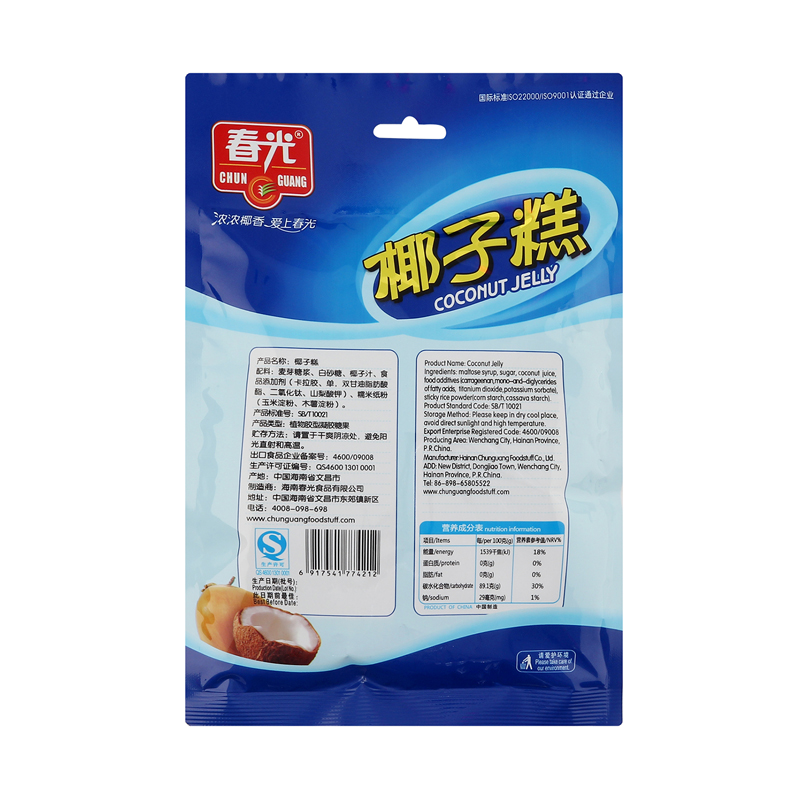 国际标准ISO22000/ISO9001认证通过企业
春光®
CHUN GUANG
浓浓椰香 爱上春光
椰子糕
COCONUT JELLY
产品名称：椰子糕
配料：麦芽糖浆、白砂糖、椰子汁、食
品添加剂（卡拉胶、单，双甘油脂肪酸
酯、二氧化钛、山梨酸钾）、糯米纸粉
（玉米淀粉、木薯淀粉）。
产品标准号：SB/T10021
产品类型：植物胶型凝胶糖果
贮存方法：请置于干爽阴凉处，避免阳
光直射和高温。
出口食品企业备案号：4600/09008
生产许可证编号：QS4600 1301 0001
产地：中国海南省文昌市
制造商：海南春光食品有限公司
地址：中国海南省文昌市东郊镇新区
电话：4008-098-698
www.chunguangfoodstuff.com
QS
生产许可
QS4600 1301 0001
6 917541 774212
生产日期(批号)：
Production Date(Lot No.)
此日期前最佳：
Best Before Date:
Product Name: Coconut Jelly
Ingredients: maltose syrup, sugar, coconut juice,
food additives (carrageenan,mono-and-diglycerides
of fatty acids, titanium dioxide,potassium sorbate),
sticky rice powder(corn starch,cassava starch).
Product Standard Code: SB/T 10021
Storage Method: Please keep in dry cool place,
avoid direct sunlight and high temperature.
Export Enterprise Registered Code: 4600/09008
Producing Area: Wenchang City, Hainan Province,
P.R.China.
Manufacturer:Hainan Chunguang Foodstuff Co., Ltd.
ADD: New District, Dongjiao Town, Wenchang City,
Hainan Province, P.R.China.
Tel: 86-898-65805522
www.chunguangfoodstuff.com
营养成分表 nutrition information
项目/Items 每/per 100克(g) 营养素参考值/NRV%
能量/energy 1539千焦(kJ) 18%
蛋白质/protein 0克(g) 0%
脂肪/fat 0克(g) 0%
碳水化合物/carbohydrate 89.1克(g) 30%
钠/sodium 29毫克(mg) 1%
PRODUCT OF CHINA 中国制造
请爱护环境
Please take care of
our environment.